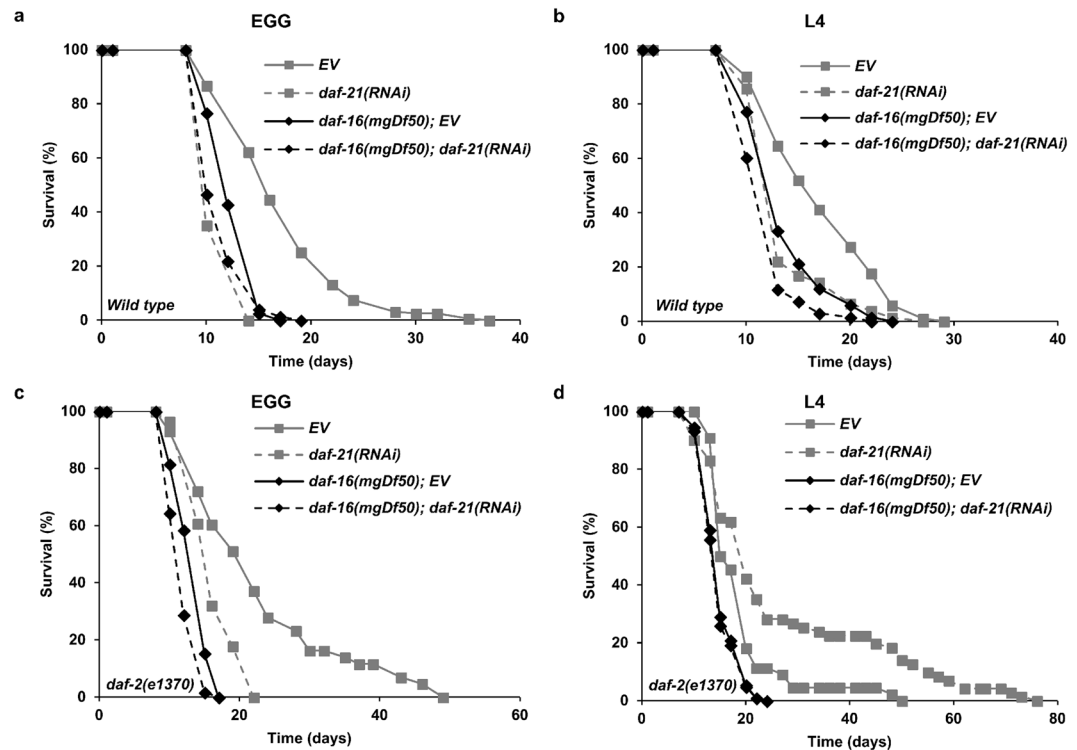 a
EGG
100
80
60
40
20
0
Survival (%)
EV
daf-21(RNAi)
daf-16(mgDf50); EV
daf-16(mgDf50); daf-21(RNAi)
Wild type
0 10 20 30 40
Time (days)
b
L4
100
80
60
40
20
0
Survival (%)
EV
daf-21(RNAi)
daf-16(mgDf50); EV
daf-16(mgDf50); daf-21(RNAi)
Wild type
0 10 20 30 40
Time (days)
c
EGG
100
80
60
40
20
0
Survival (%)
EV
daf-21(RNAi)
daf-16(mgDf50); EV
daf-16(mgDf50); daf-21(RNAi)
daf-2(e1370)
0 20 40 60
Time (days)
d
L4
100
80
60
40
20
0
Survival (%)
EV
daf-21(RNAi)
daf-16(mgDf50); EV
daf-16(mgDf50); daf-21(RNAi)
daf-2(e1370)
0 20 40 60 80
Time (days)